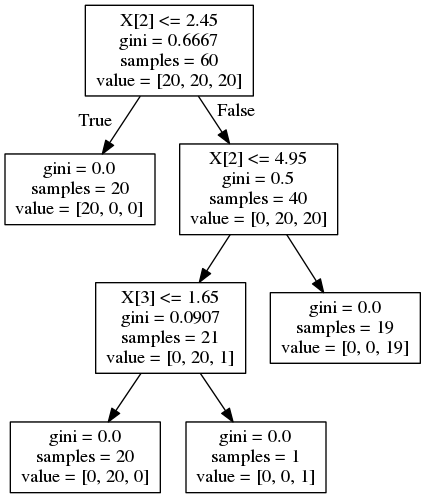 X[2] <= 2.45
gini = 0.6667
samples = 60
value = [20, 20, 20]
True
False
gini = 0.0
samples = 20
value = [20, 0, 0]
X[2] <= 4.95
gini = 0.5
samples = 40
value = [0, 20, 20]
X[3] <= 1.65
gini = 0.0907
samples = 21
value = [0, 20, 1]
gini = 0.0
samples = 19
value = [0, 0, 19]
gini = 0.0
samples = 20
value = [0, 20, 0]
gini = 0.0
samples = 1
value = [0, 0, 1]